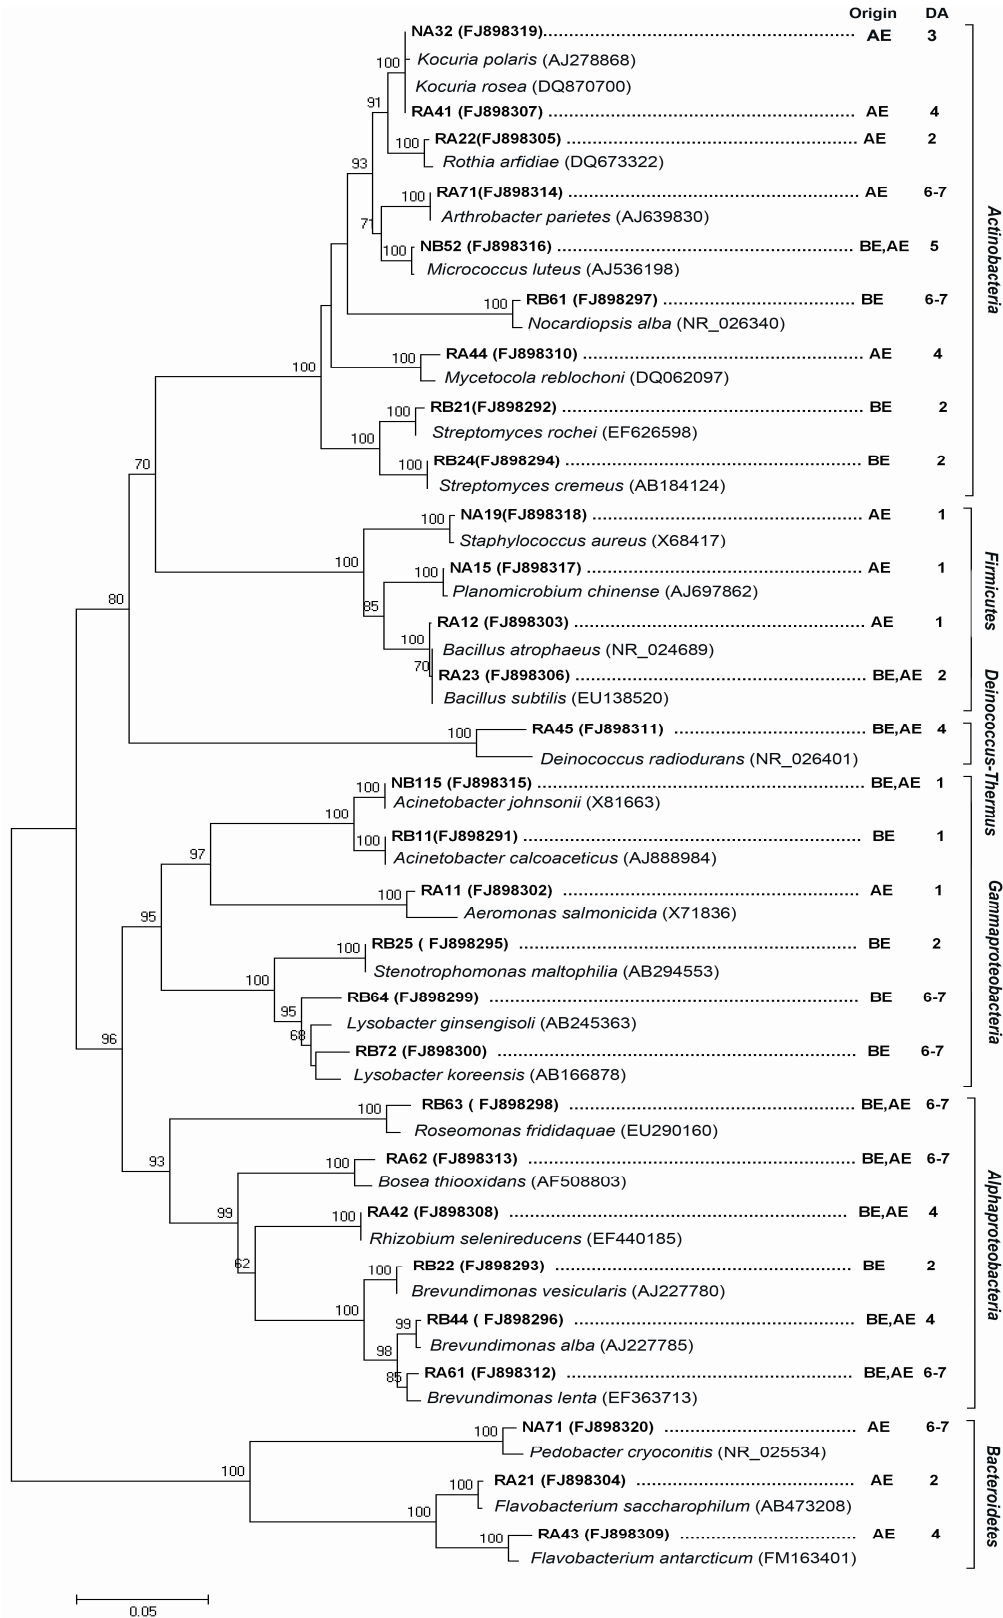 Origin DA
NA32 (FJ898319) AE 3
100
Kocuria polaris (AJ278868)
Kocuria rosea (DQ870700)
91
RA41 (FJ898307) AE 4
RA22(FJ898305) AE 2
100
Rothia arfidiae (DQ673322)
93
RA71(FJ898314) AE 6-7
100
Arthrobacter parietes (AJ639830)
71
NB52 (FJ898316) BE,AE 5
100
Micrococcus luteus (AJ536198)
Actinobacteria
RB61 (FJ898297) BE 6-7
100
Nocardiopsis alba (NR_026340)
RA44 (FJ898310) AE 4
100
100
Mycetocola reblochoni (DQ062097)
RB21(FJ898292) BE 2
100
Streptomyces rochei (EF626598)
100
RB24(FJ898294) BE 2
70
100
Streptomyces cremeus (AB184124)
NA19(FJ898318) AE 1
100
Staphylococcus aureus (X68417)
100
NA15 (FJ898317) AE 1
100
Planomicrobium chinense (AJ697862)
Firmicutes
80
85
RA12 (FJ898303) AE 1
100
Bacillus atrophaeus (NR_024689)
70
RA23 (FJ898306) BE,AE 2
Bacillus subtilis (EU138520)
RA45 (FJ898311) BE,AE 4
100
Deinococcus radiodurans (NR_026401)
Deinococcus-Thermus
NB115 (FJ898315) BE,AE 1
100
Acinetobacter johnsonii (X81663)
100
RB11(FJ898291) BE 1
100
Acinetobacter calcoaceticus (AJ888984)
97
RA11 (FJ898302) AE 1
100
Aeromonas salmonicida (X71836)
95
RB25 ( FJ898295) BE 2
100
Stenotrophomonas maltophilia (AB294553)
Gammaproteobacteria
100
RB64 (FJ898299) BE 6-7
95
Lysobacter ginsengisoli (AB245363)
68
96
RB72 (FJ898300) BE 6-7
Lysobacter koreensis (AB166878)
RB63 ( FJ898298) BE,AE 6-7
100
Roseomonas frididaquae (EU290160)
93
RA62 (FJ898313) BE,AE 6-7
100
Bosea thiooxidans (AF508803)
99
RA42 (FJ898308) BE,AE 4
100
Rhizobium selenireducens (EF440185)
Alphaproteobacteria
62
RB22 (FJ898293) BE 2
100
Brevundimonas vesicularis (AJ227780)
100
RB44 ( FJ898296) BE,AE 4
99
Brevundimonas alba (AJ227785)
98
RA61 (FJ898312) BE,AE 6-7
85
Brevundimonas lenta (EF363713)
NA71 (FJ898320) AE 6-7
100
Pedobacter cryoconitis (NR_025534)
100
RA21 (FJ898304) AE 2
100
Flavobacterium saccharophilum (AB473208)
Bacteroidetes
100
RA43 (FJ898309) AE 4
100
Flavobacterium antarcticum (FM163401)
0.05